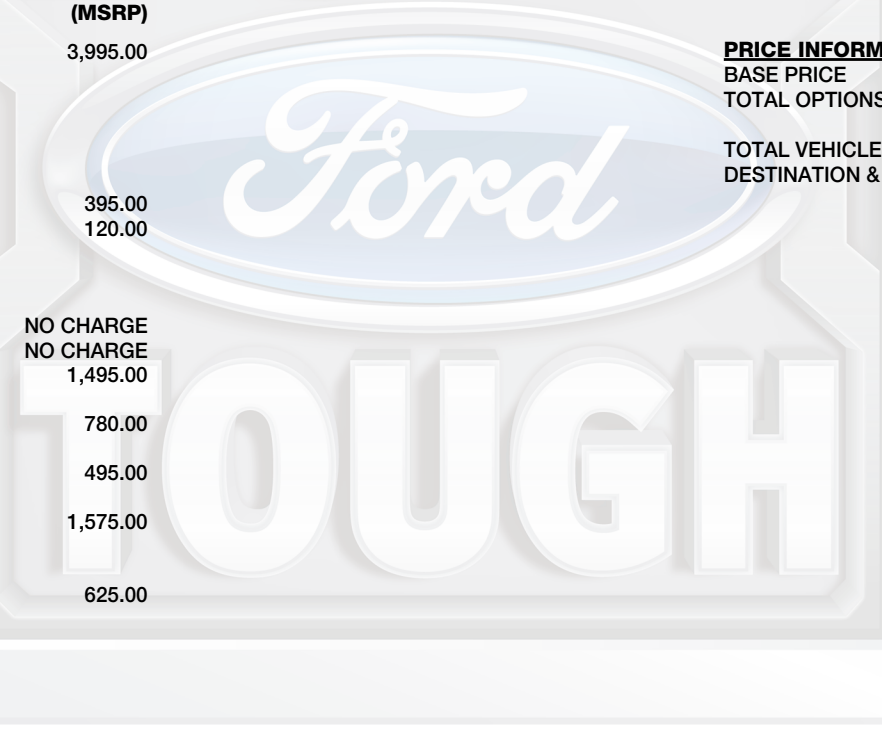 (MSRP)
3,995.00
395.00
120.00
NO CHARGE
NO CHARGE
1,495.00
780.00
495.00
1,575.00
625.00
PRICE INFORM
BASE PRICE
TOTAL OPTIONS
TOTAL VEHICLE
DESTINATION &
Ford
TOUGH